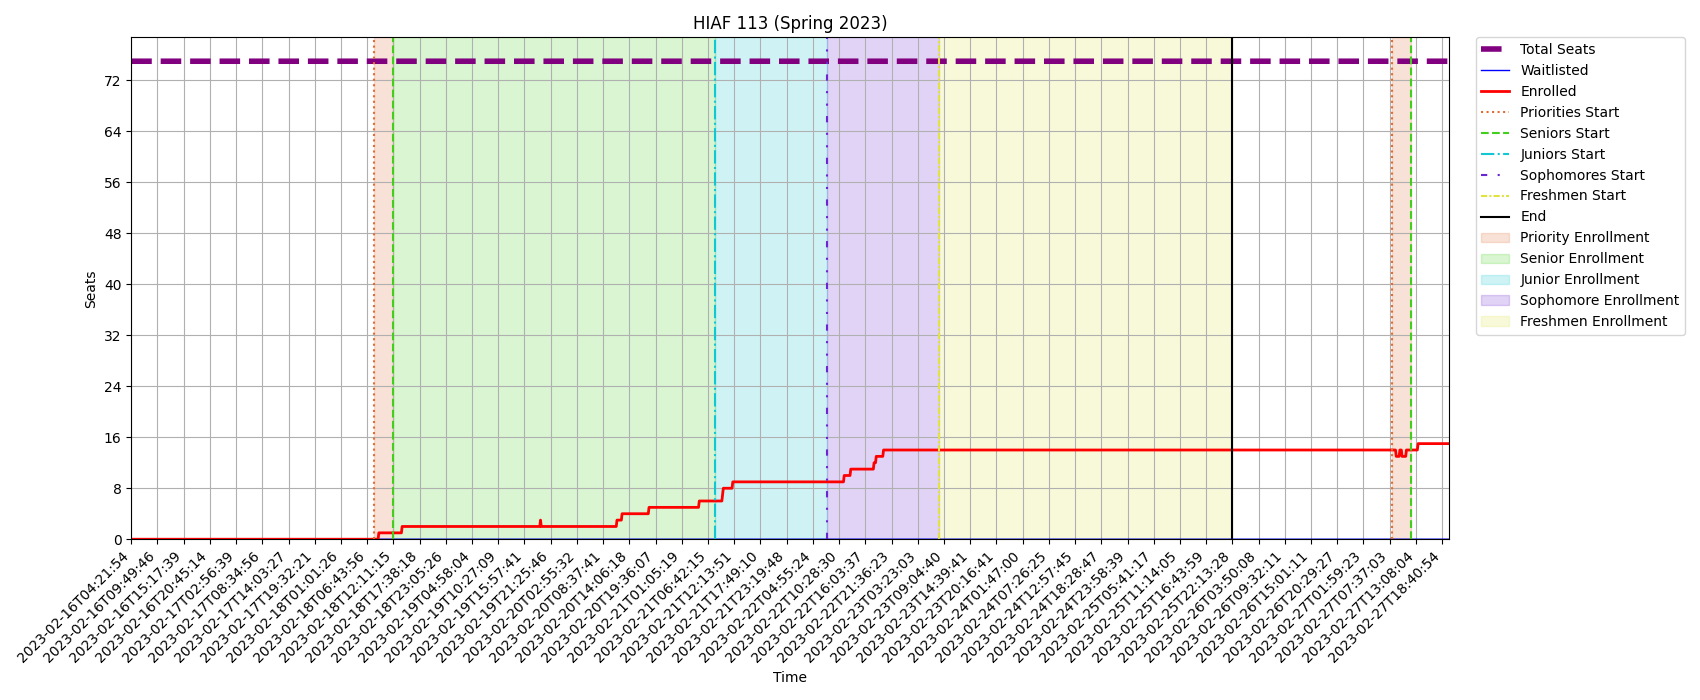 HIAF 113 (Spring 2023)
Seats
72
64
56
48
40
32
24
16
8
0
2023-02-16T04:21:54
2023-02-16T09:49:46
2023-02-16T15:17:39
2023-02-16T20:45:14
2023-02-17T02:56:39
2023-02-17T08:34:56
2023-02-17T14:03:27
2023-02-17T19:32:21
2023-02-18T01:01:26
2023-02-18T06:43:56
2023-02-18T12:11:15
2023-02-18T17:38:18
2023-02-18T23:05:26
2023-02-19T04:58:04
2023-02-19T10:27:09
2023-02-19T15:57:41
2023-02-19T21:25:46
2023-02-20T02:55:32
2023-02-20T08:37:41
2023-02-20T14:06:18
2023-02-20T19:36:07
2023-02-21T01:05:19
2023-02-21T06:42:15
2023-02-21T12:13:51
2023-02-21T17:49:10
2023-02-21T23:19:48
2023-02-22T04:55:24
2023-02-22T10:28:30
2023-02-22T16:03:37
2023-02-22T21:36:23
2023-02-23T03:23:03
2023-02-23T09:04:40
2023-02-23T14:39:41
2023-02-23T20:16:41
2023-02-24T01:47:00
2023-02-24T07:26:25
2023-02-24T12:57:45
2023-02-24T18:28:47
2023-02-24T23:58:39
2023-02-25T05:41:17
2023-02-25T11:14:05
2023-02-25T16:43:59
2023-02-25T22:13:28
2023-02-26T03:50:08
2023-02-26T09:32:11
2023-02-26T15:01:11
2023-02-26T20:29:27
2023-02-27T01:59:23
2023-02-27T07:37:03
2023-02-27T13:08:04
2023-02-27T18:40:54
Time
Total Seats
Waitlisted
Enrolled
Priorities Start
Seniors Start
Juniors Start
Sophomores Start
Freshmen Start
End
Priority Enrollment
Senior Enrollment
Junior Enrollment
Sophomore Enrollment
Freshmen Enrollment